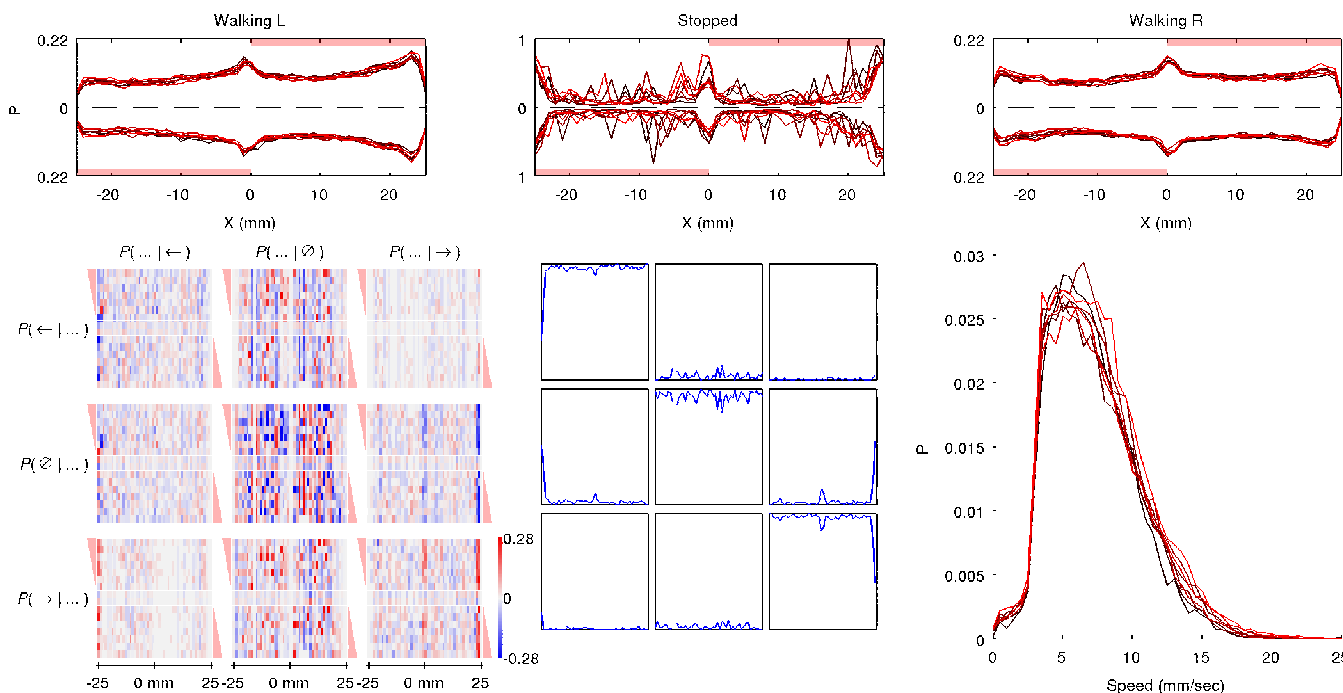 Walking L
Stopped
Walking R
0.22
0
0.22
P
-20 -10 0 10 20
X (mm)
1
0
1
-20 -10 0 10 20
X (mm)
0.22
0
0.22
-20 -10 0 10 20
X (mm)
P( ... | ← )
P( ... | ∅ )
P( ... | → )
P( ← | ... )
P( ∅ | ... )
P( → | ... )
0.28
0
-0.28
-25 0 mm 25
-25 0 mm 25
-25 0 mm 25
0.03
0.025
0.02
0.015
0.01
0.005
0
P
0 5 10 15 20 25
Speed (mm/sec)